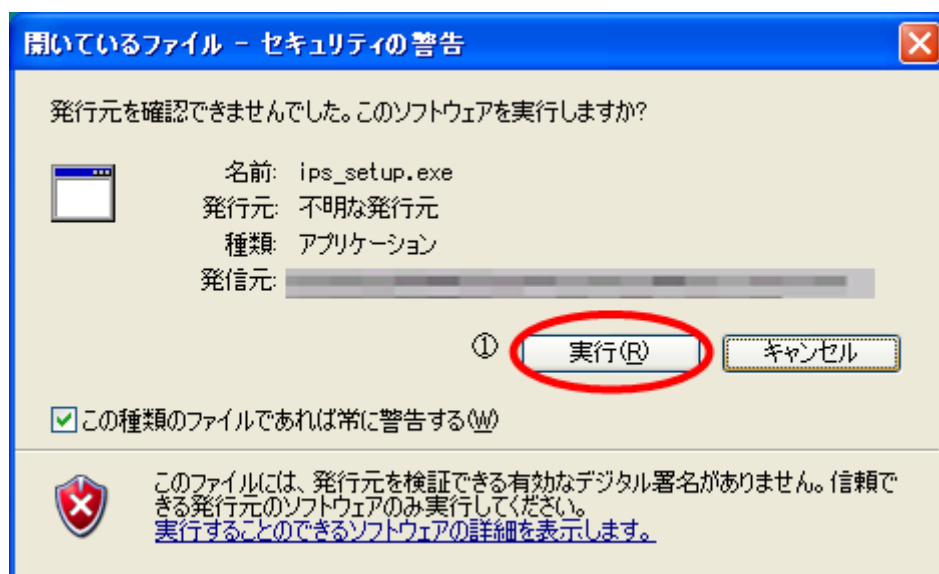 開いているファイル - セキュリティの警告
発行元を確認できませんでした。このソフトウェアを実行しますか?
名前: ips_setup.exe
発行元: 不明な発行元
種類: アプリケーション
発信元:
① 実行(R) キャンセル
この種類のファイルであれば常に警告する(W)
このファイルには、発行元を検証できる有効なデジタル署名がありません。信頼で
きる発行元のソフトウェアのみ実行してください。
実行することのできるソフトウェアの詳細を表示します。